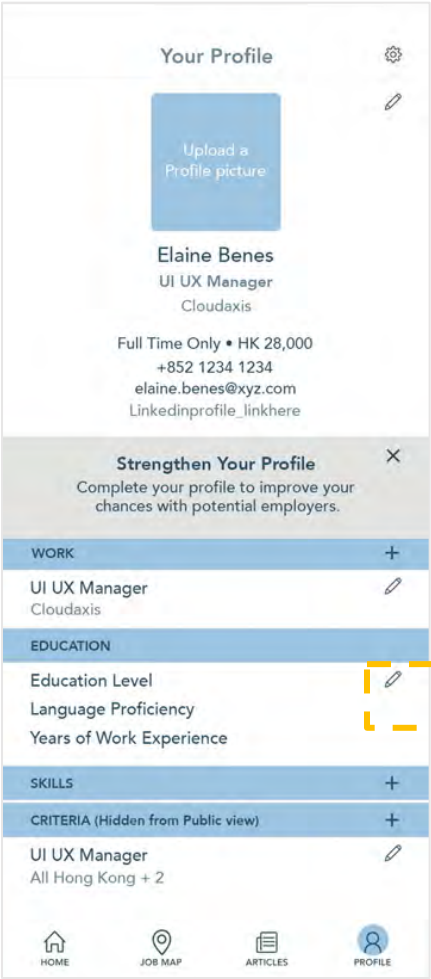 Your Profile
Upload a
Profile picture
Elaine Benes
UI UX Manager
Cloudaxis
Full Time Only • HK 28,000
+852 1234 1234
elaine.benes@xyz.com
Linkedinprofile_linkhere
Strengthen Your Profile
Complete your profile to improve your
chances with potential employers.
WORK
UI UX Manager
Cloudaxis
EDUCATION
Education Level
Language Proficiency
Years of Work Experience
SKILLS
CRITERIA (Hidden from Public view)
UI UX Manager
All Hong Kong + 2
HOME
JOB MAP
ARTICLES
PROFILE